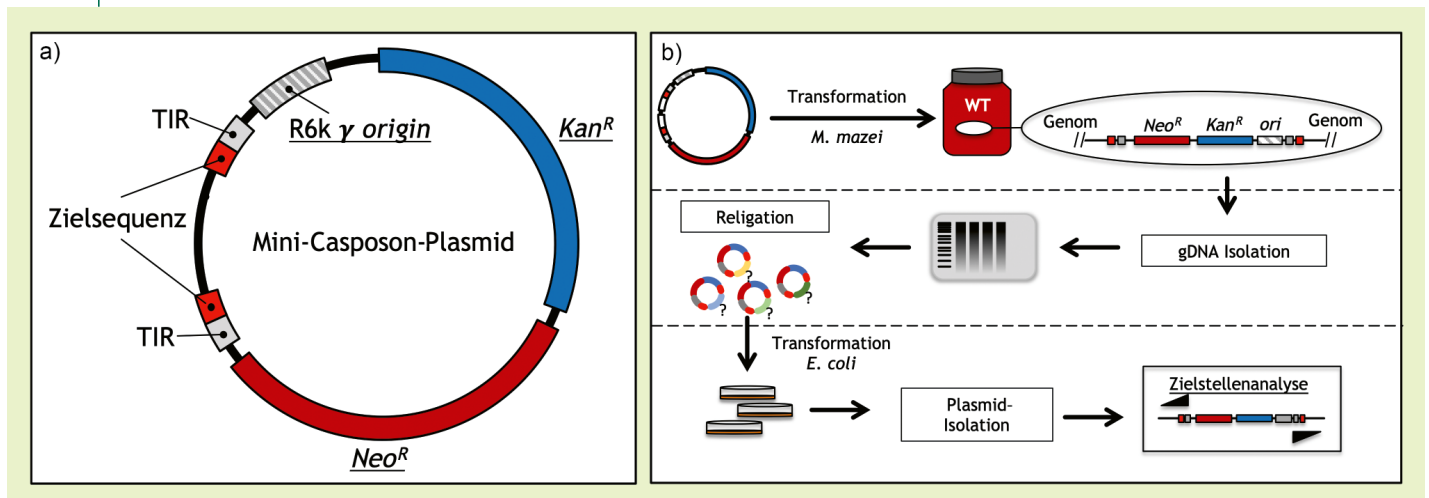 a)
TIR
R6k γ origin
Kan^R
Zielsequenz
Mini-Casposon-Plasmid
TIR
Neo^R
b)
Transformation
M. mazei
WT
Genom
Neo^R
Kan^R
ori
Genom
//
//
Religation
gDNA Isolation
?
?
?
?
Transformation
E. coli
Plasmid-
Isolation
Zielstellenanalyse